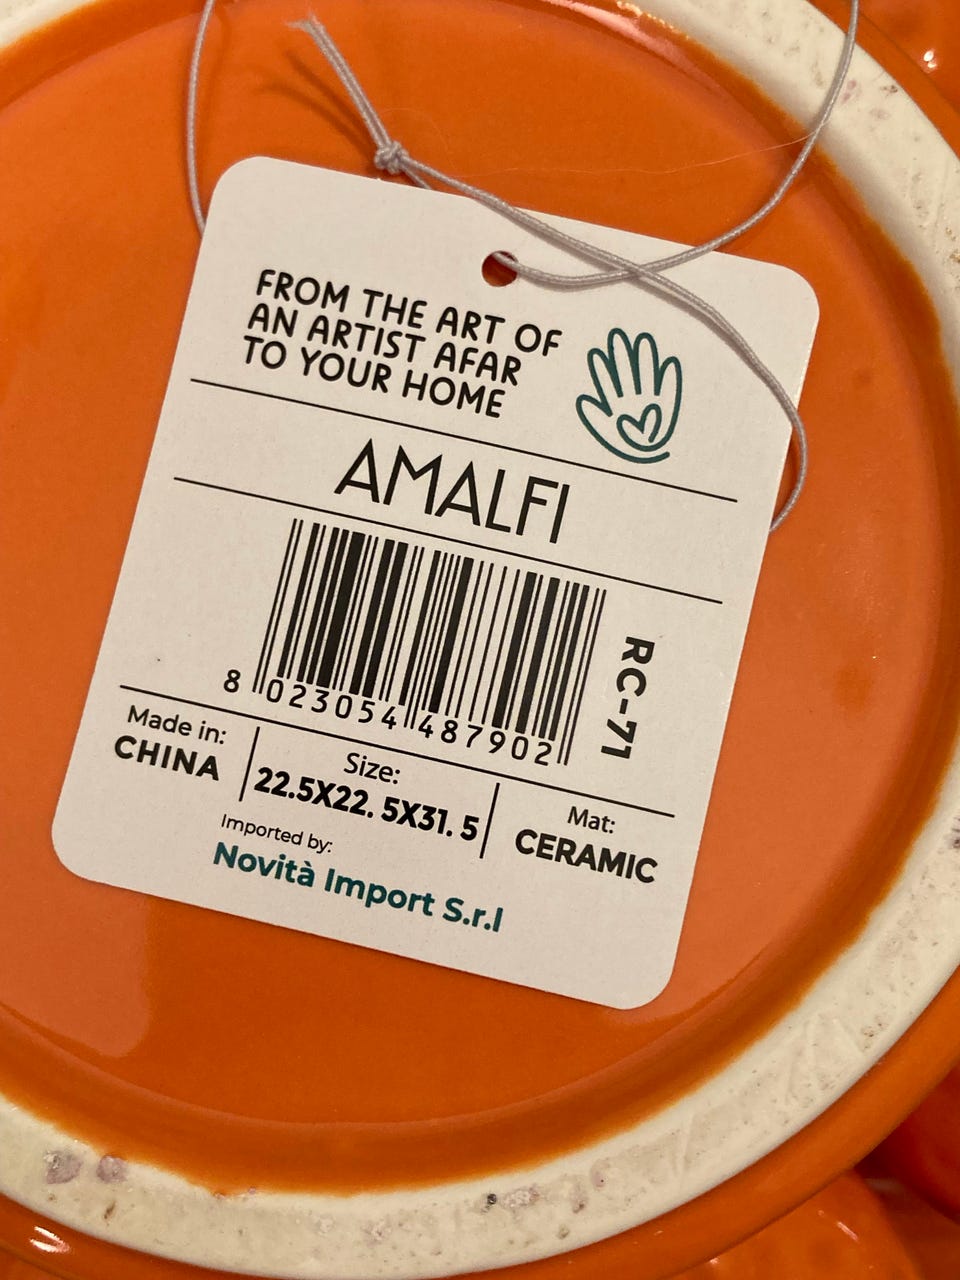 FROM THE ART OF
AN ARTIST AFAR
TO YOUR HOME
AMALFI
8 023054 487902
RC-71
Made in:
CHINA
Size:
22.5X22. 5X31. 5
Mat:
CERAMIC
Imported by:
Novità Import S.r.l